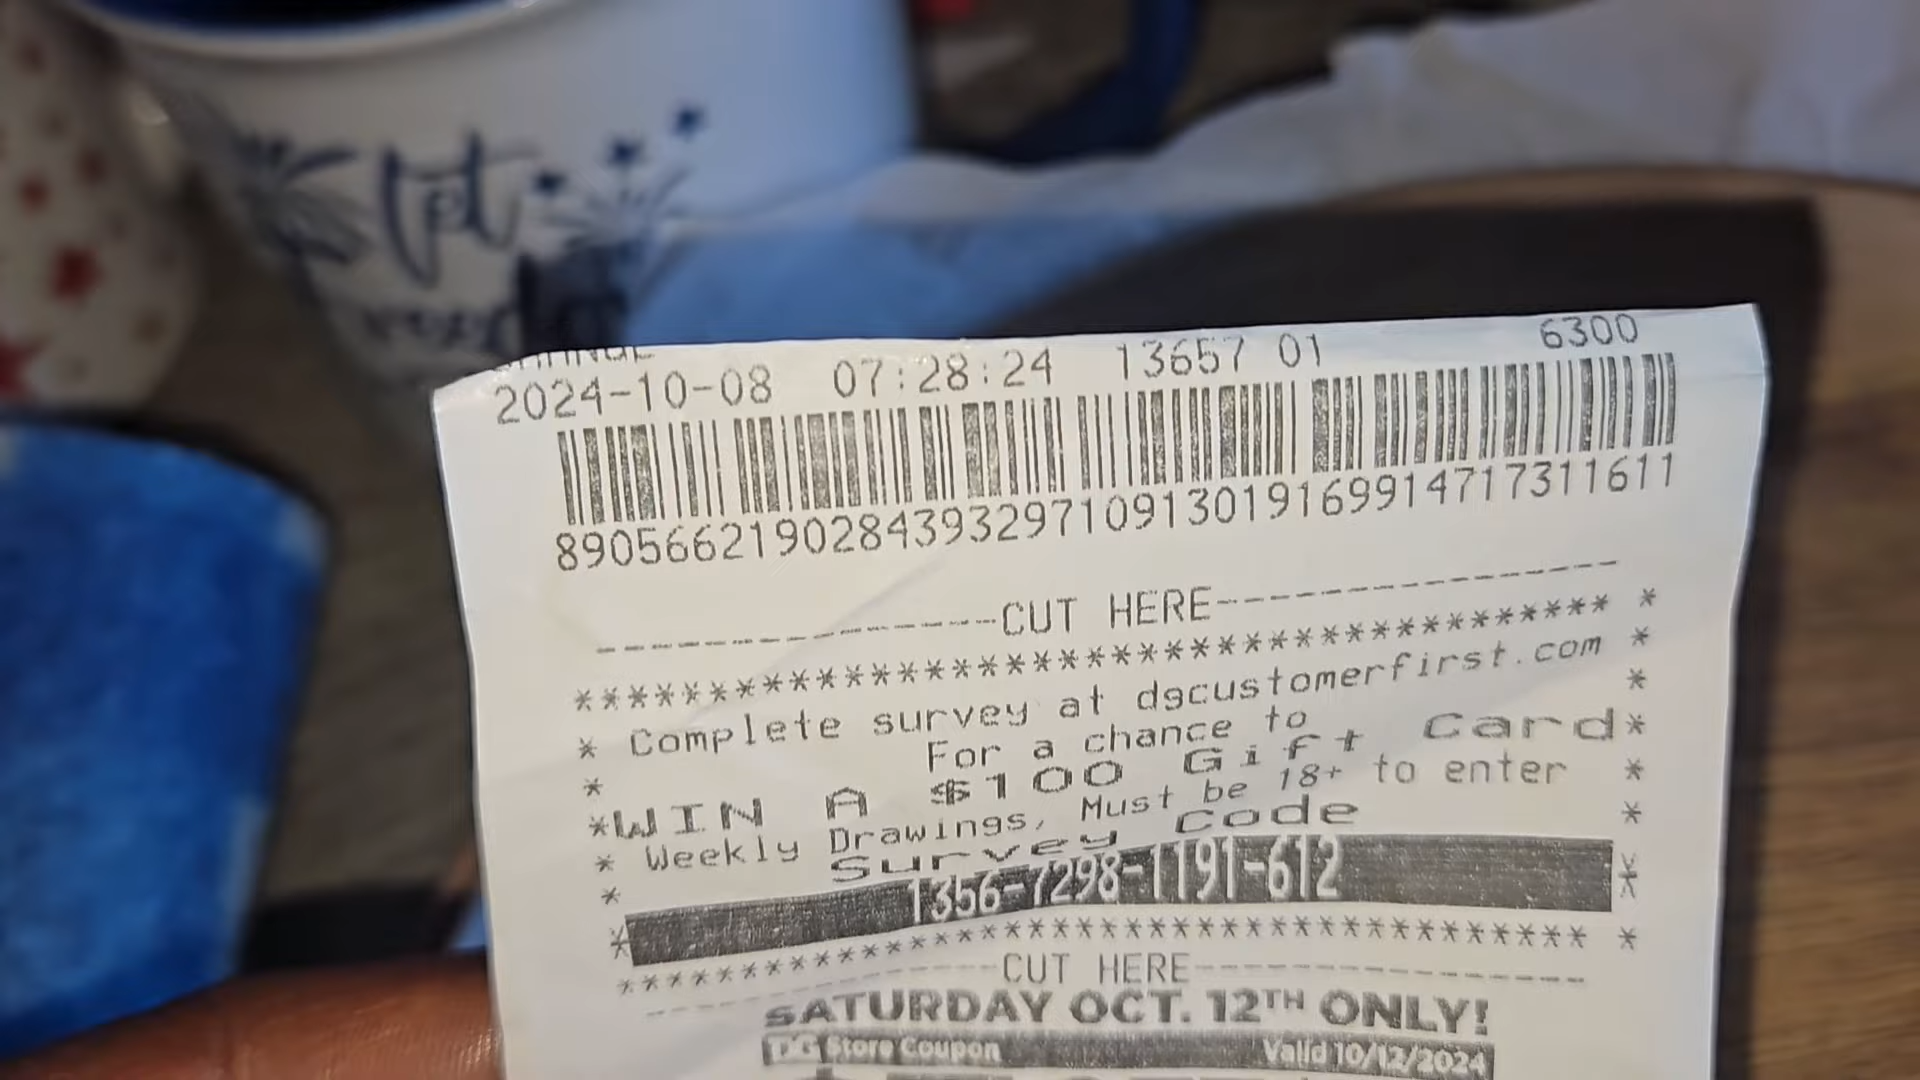 Let
2024-10-08 07:28:24 13657 01 6300
890566219028439329710913019169914717311611
---------------CUT HERE---------------
****************************************
* Complete survey at dgcustomerfirst.com *
* For a chance to *
*WIN A $100 Gift Card*
* Weekly Drawings, Must be 18+ to enter *
* Survey Code *
*1356-7298-1191-612*
****************************************
---------------CUT HERE---------------
SATURDAY OCT. 12TH ONLY!
DG Store Coupon Valid 10/12/2024